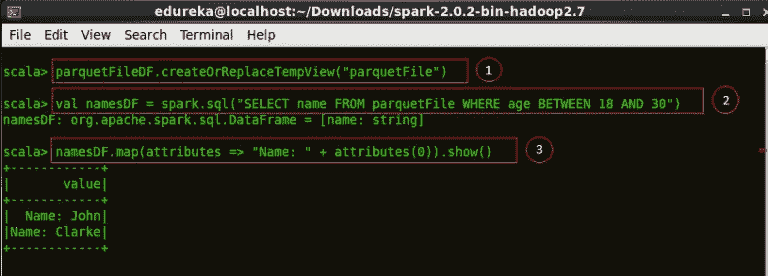 edureka@localhost:~/Downloads/spark-2.0.2-bin-hadoop2.7
File Edit View Search Terminal Help
scala> parquetFileDF.createOrReplaceTempView("parquetFile") 1
scala> val namesDF = spark.sql("SELECT name FROM parquetFile WHERE age BETWEEN 18 AND 30") 2
namesDF: org.apache.spark.sql.DataFrame = [name: string]
scala> namesDF.map(attributes => "Name: " + attributes(0)).show() 3
+------------+
|       value|
+------------+
|  Name: John|
|Name: Clarke|
+------------+